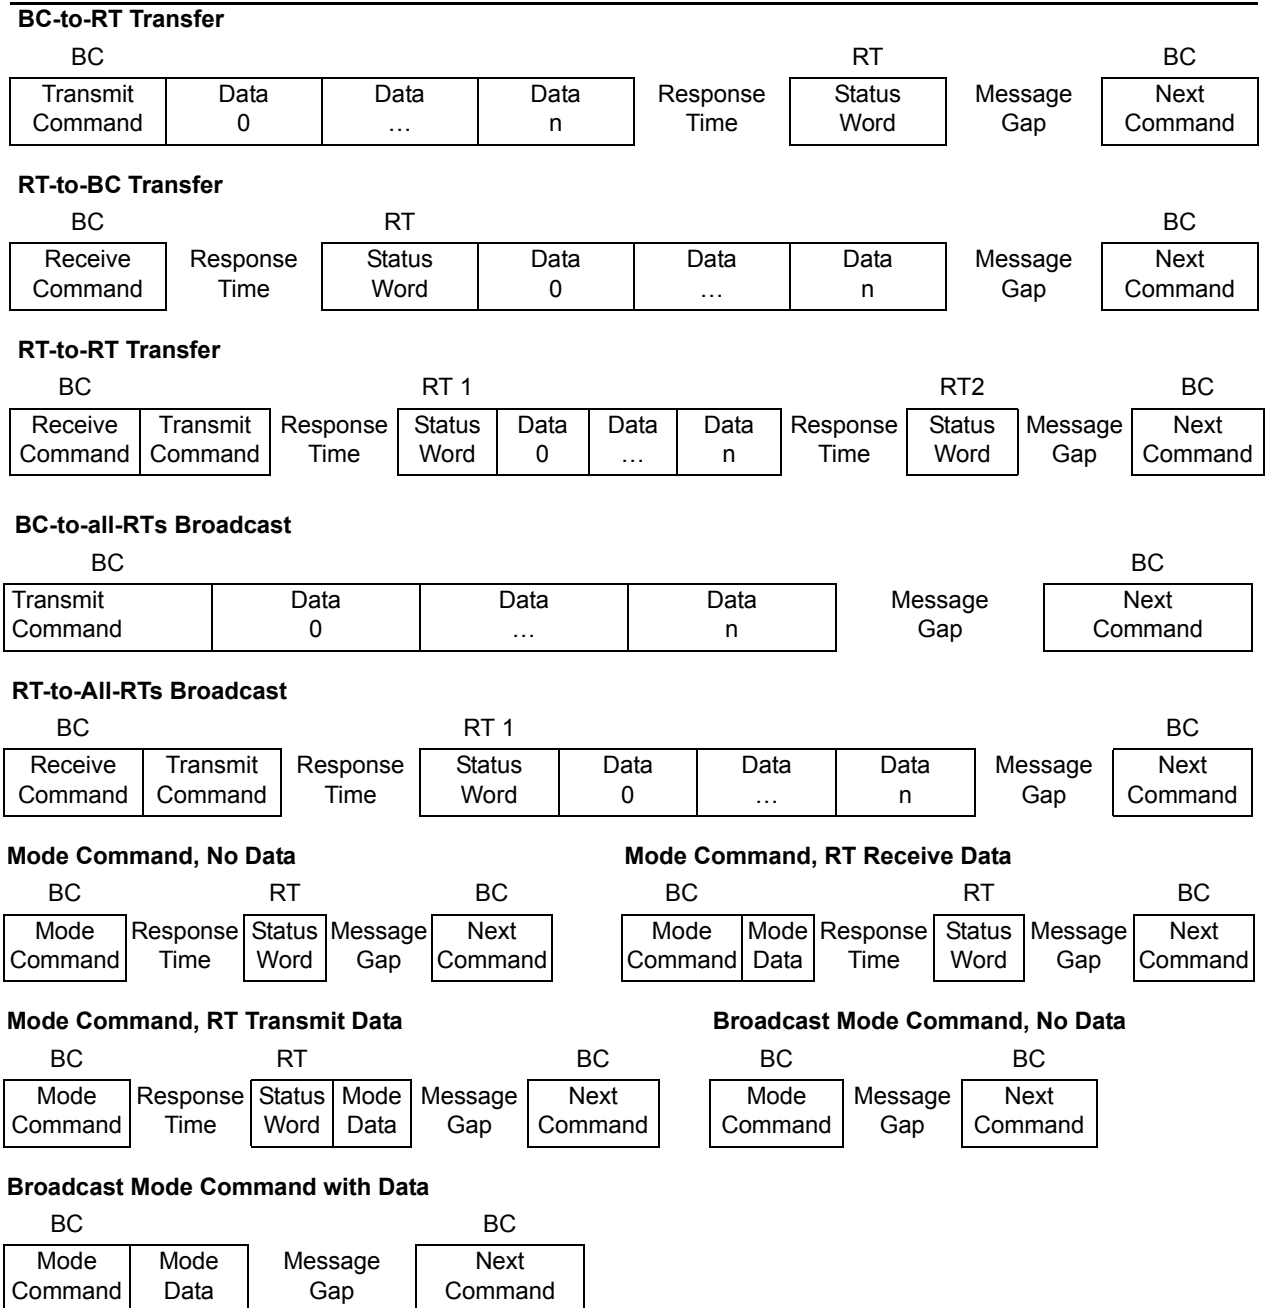 BC-to-RT Transfer
BC RT BC
Transmit Data Data Data Response Status Message Next
Command 0 … n Time Word Gap Command
RT-to-BC Transfer
BC RT BC
Receive Response Status Data Data Data Message Next
Command Time Word 0 … n Gap Command
RT-to-RT Transfer
BC RT 1 RT2 BC
Receive Transmit Response Status Data Data Data Response Status Message Next
Command Command Time Word 0 … n Time Word Gap Command
BC-to-all-RTs Broadcast
BC BC
Transmit Data Data Data Message Next
Command 0 … n Gap Command
RT-to-All-RTs Broadcast
BC RT 1 BC
Receive Transmit Response Status Data Data Data Message Next
Command Command Time Word 0 … n Gap Command
Mode Command, No Data Mode Command, RT Receive Data
BC RT BC BC RT BC
Mode Response Status Message Next Mode Mode Response Status Message Next
Command Time Word Gap Command Command Data Time Word Gap Command
Mode Command, RT Transmit Data Broadcast Mode Command, No Data
BC RT BC BC BC
Mode Response Status Mode Message Next Mode Message Next
Command Time Word Data Gap Command Command Gap Command
Broadcast Mode Command with Data
BC BC
Mode Mode Message Next
Command Data Gap Command